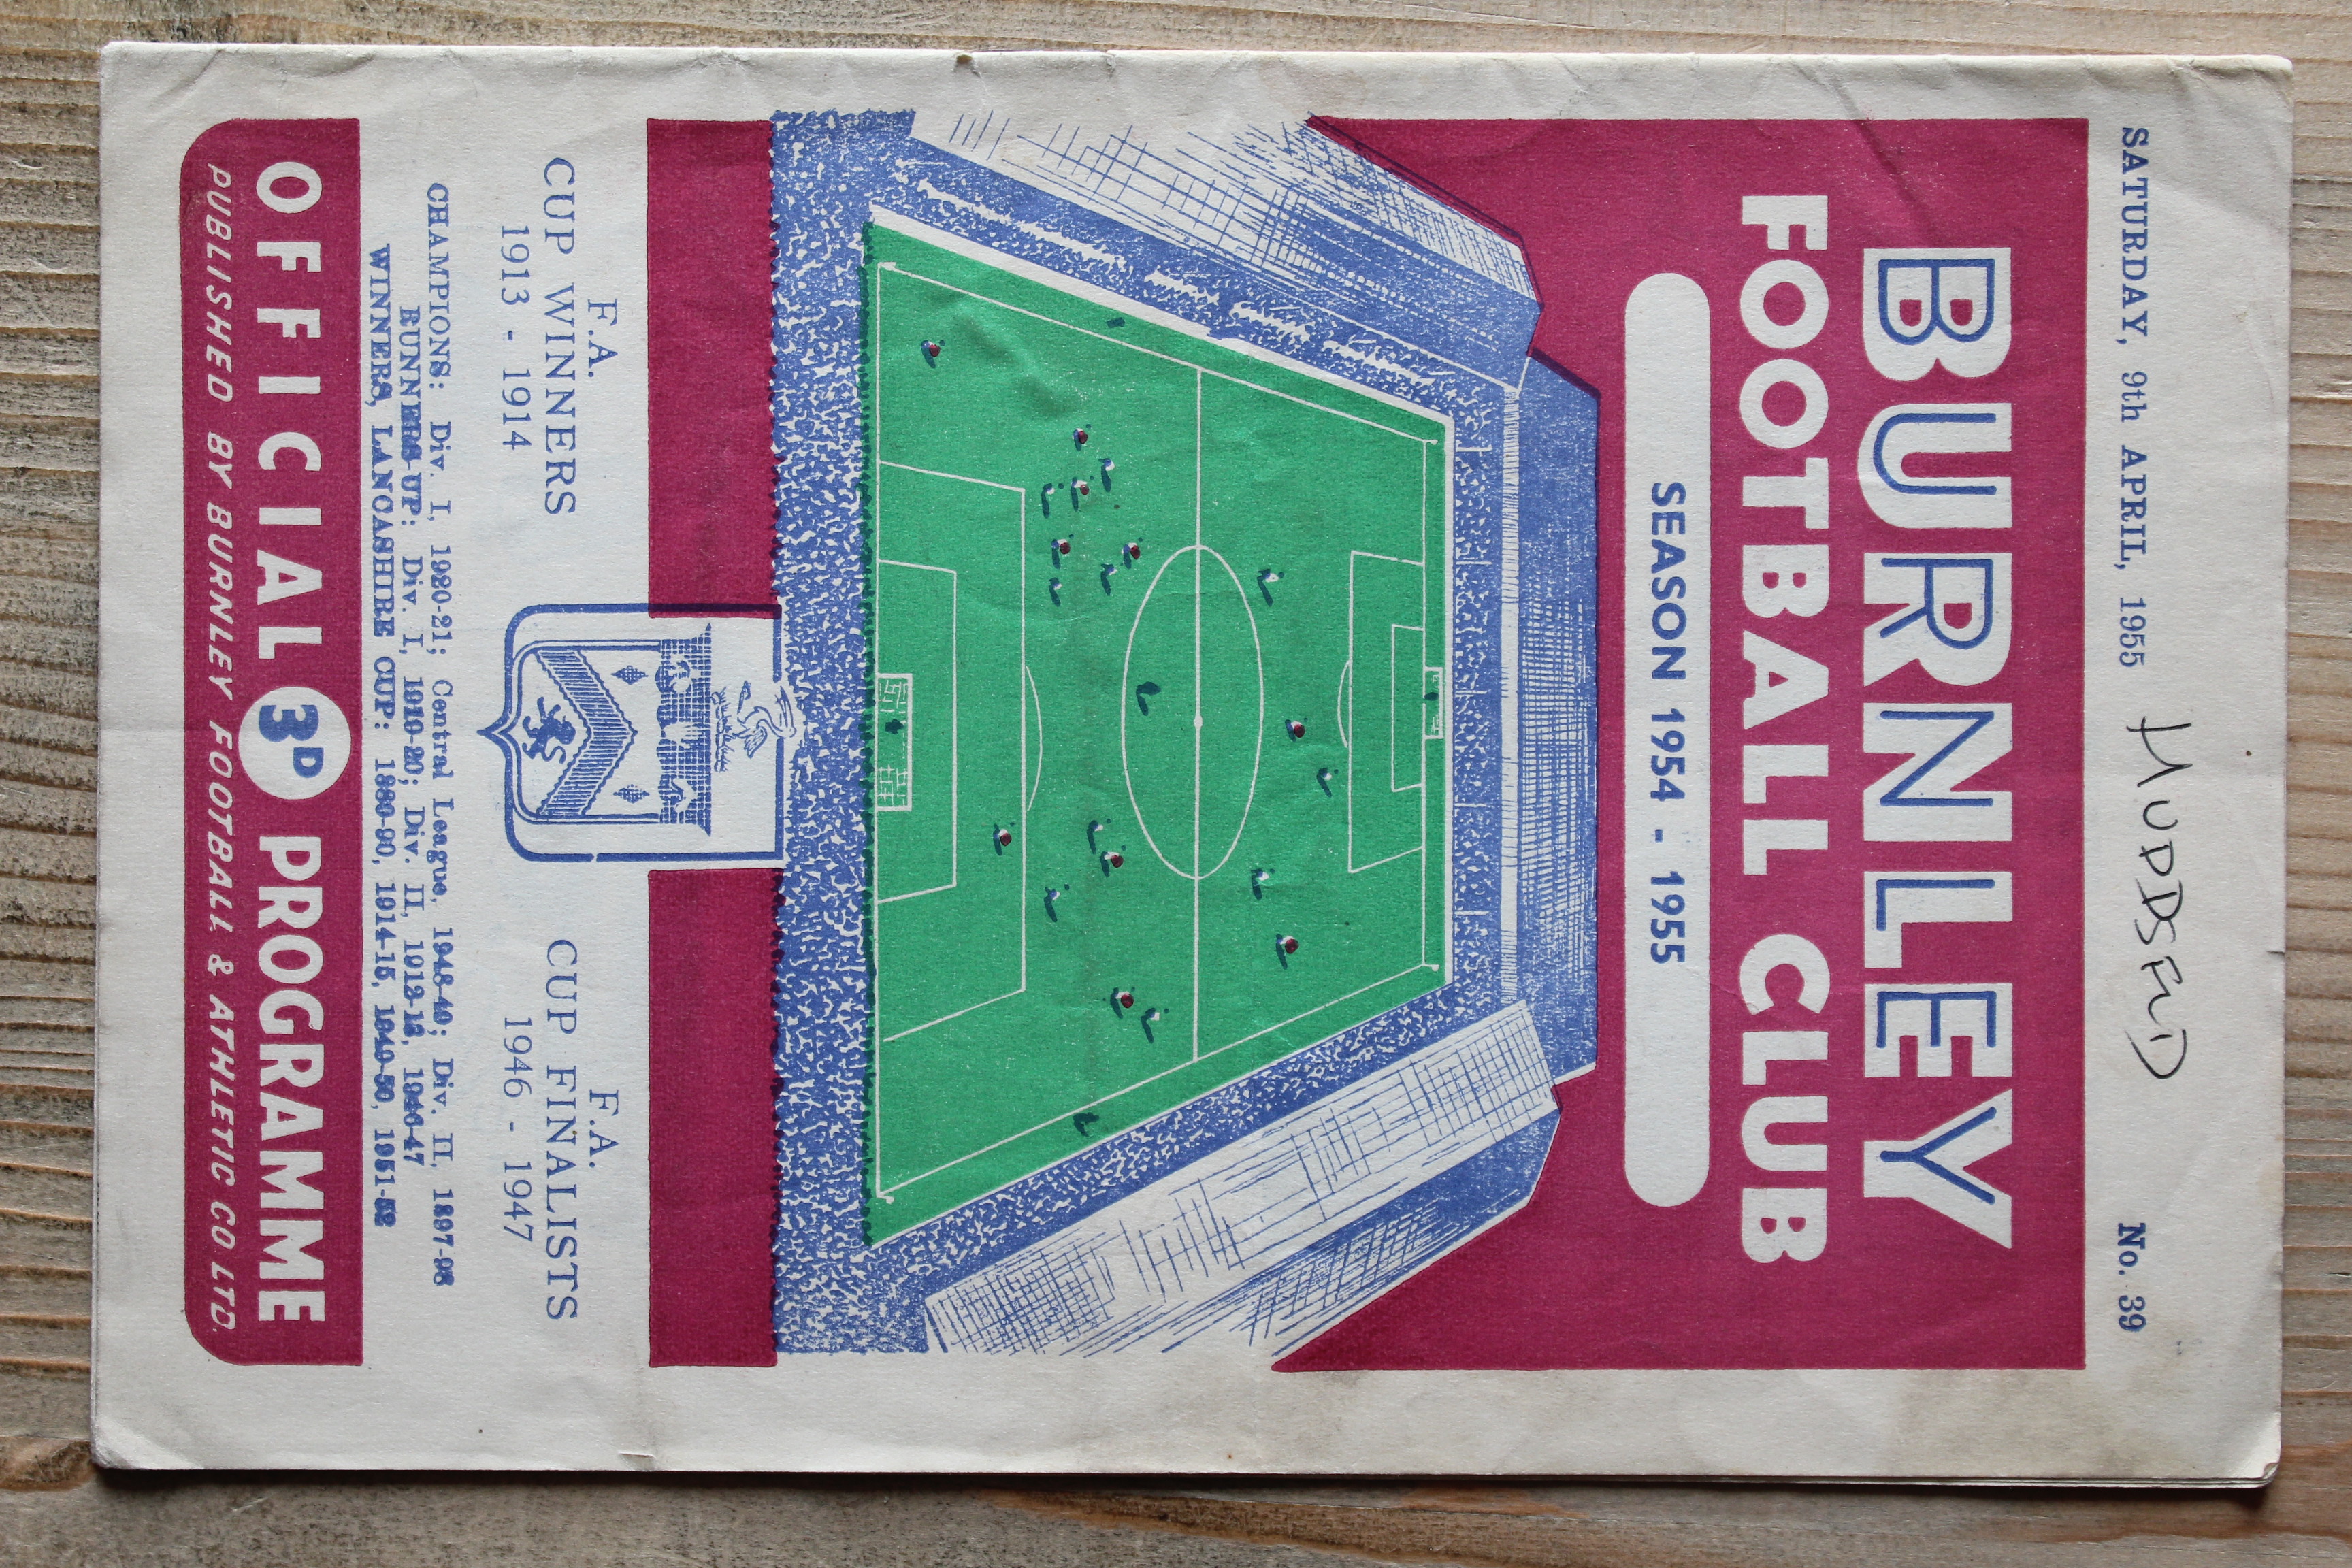 SATURDAY, 9th APRIL, 1955 HUDDSFLD No. 39
BURNLEY
FOOTBALL CLUB
SEASON 1954 - 1955
F.A.
CUP WINNERS
1913 - 1914
F.A.
CUP FINALISTS
1946 - 1947
CHAMPIONS: Div. I, 1920-21; Central League, 1948-49; Div. II, 1897-98
RUNNERS-UP: Div. I, 1919-20; Div. II, 1912-13, 1946-47
WINNERS, LANCASHIRE CUP: 1889-90, 1914-15, 1949-50, 1951-52
OFFICIAL 3D PROGRAMME
PUBLISHED BY BURNLEY FOOTBALL & ATHLETIC CO LTD.